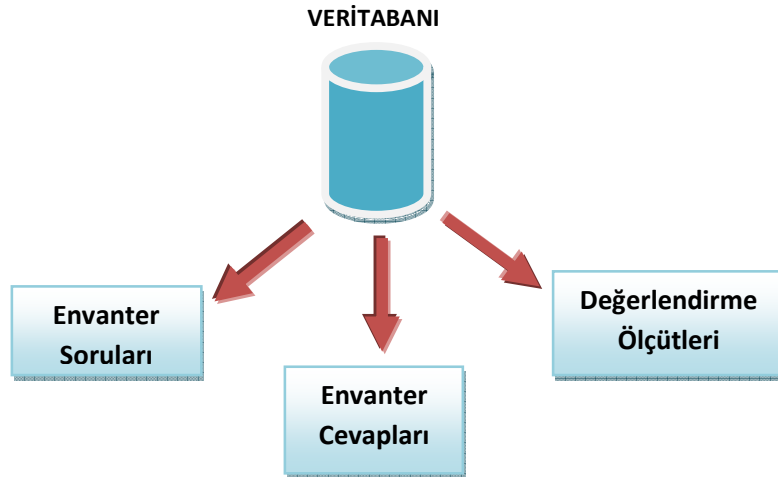 VERİTABANI
Envanter
Soruları
Envanter
Cevapları
Değerlendirme
Ölçütleri